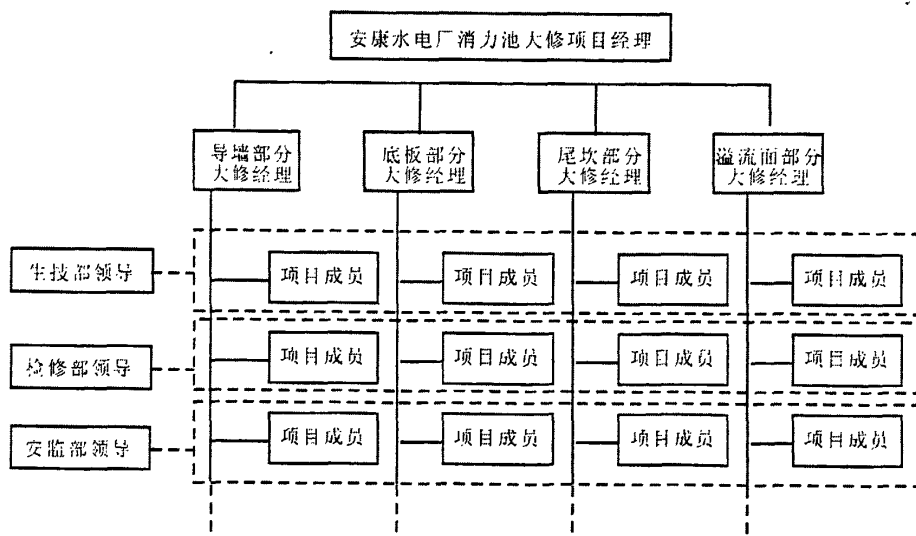 安康水电厂消力池大修项目经理
导墙部分
大修经理
底板部分
大修经理
尾坎部分
大修经理
溢流面部分
大修经理
生技部领导
项目成员
项目成员
项目成员
项目成员
检修部领导
项目成员
项目成员
项目成员
项目成员
安监部领导
项目成员
项目成员
项目成员
项目成员